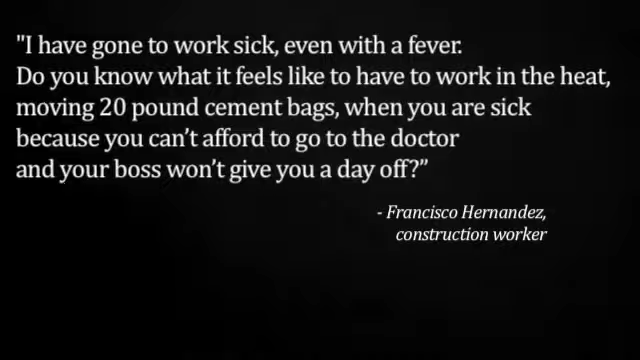 "I have gone to work sick, even with a fever.
Do you know what it feels like to have to work in the heat,
moving 20 pound cement bags, when you are sick
because you can’t afford to go to the doctor
and your boss won’t give you a day off?”
- Francisco Hernandez,
construction worker